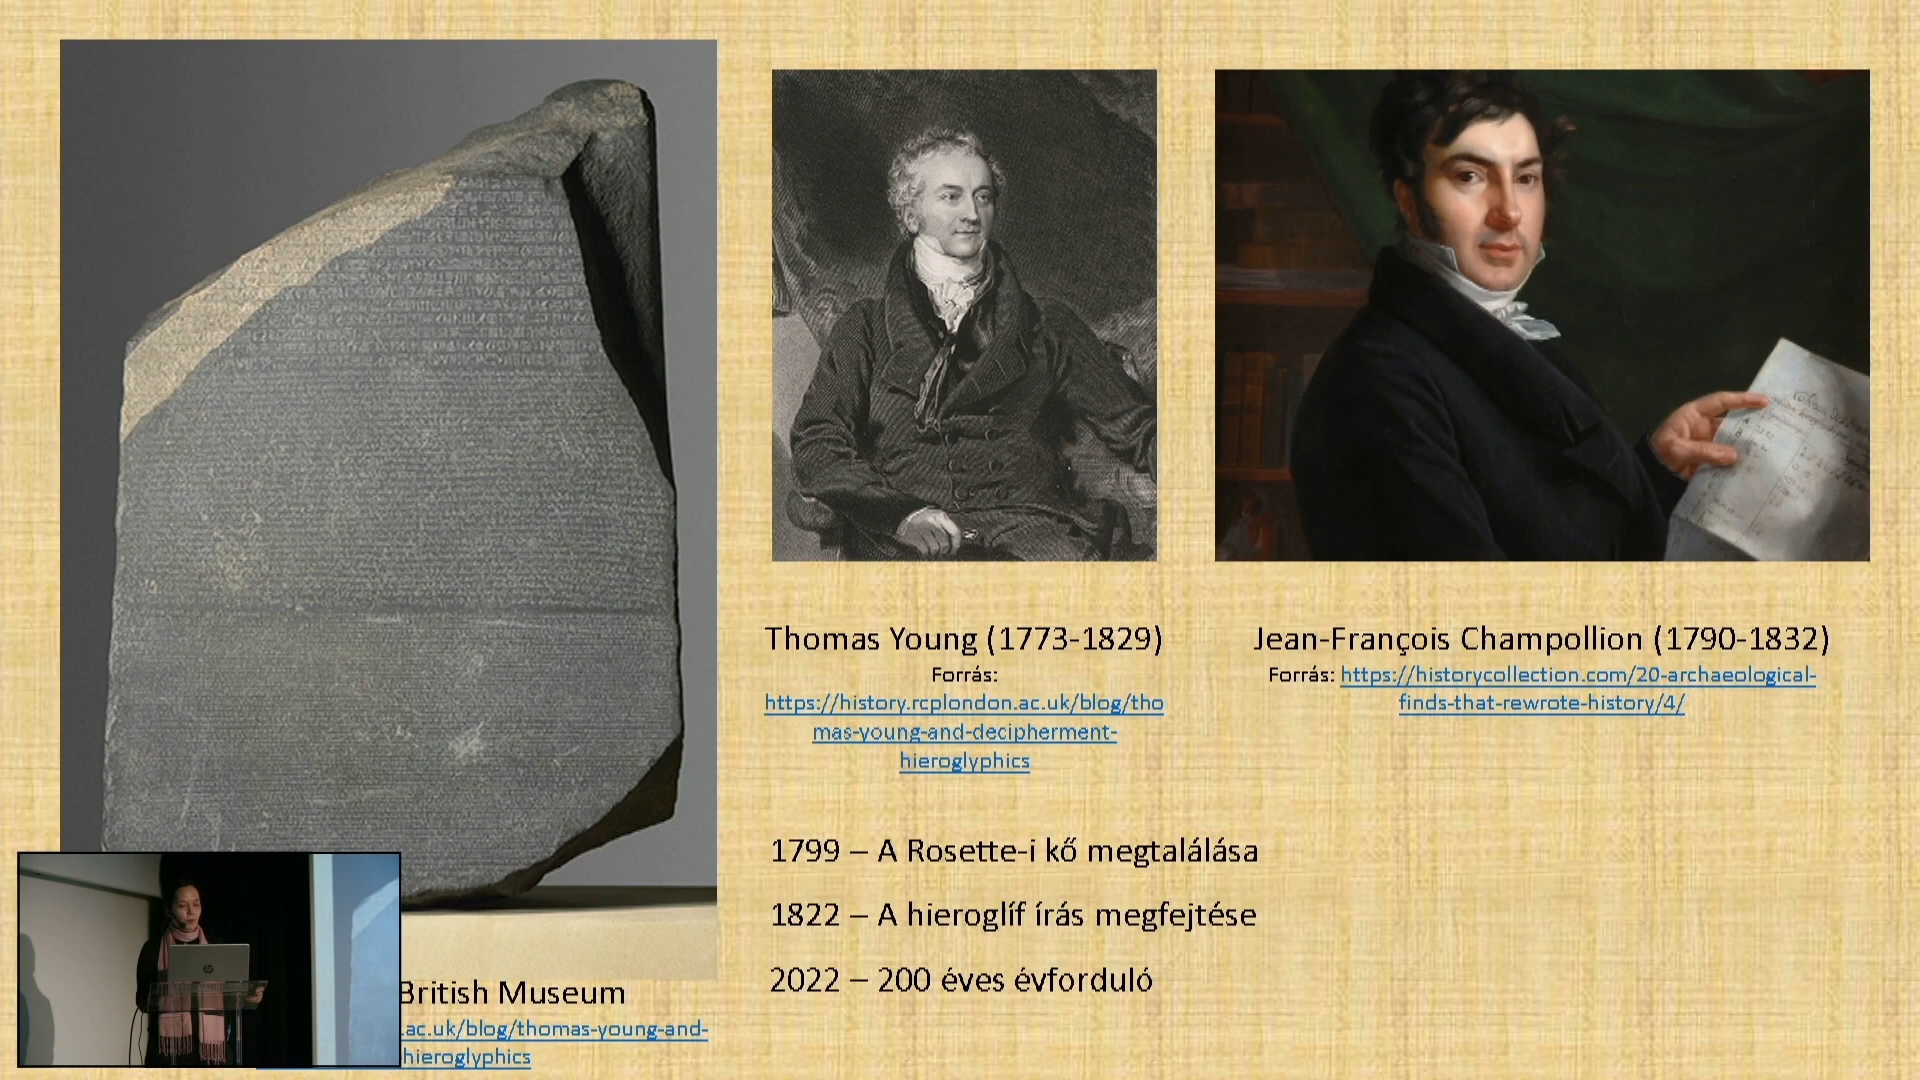 Thomas Young (1773-1829)
Forrás:
https://history.rcplondon.ac.uk/blog/tho
mas-young-and-decipherment-
hieroglyphics
Jean-François Champollion (1790-1832)
Forrás: https://historycollection.com/20-archaeological-
finds-that-rewrote-history/4/
1799 – A Rosette-i kő megtalálása
1822 – A hieroglíf írás megfejtése
2022 – 200 éves évforduló
British Museum
.ac.uk/blog/thomas-young-and-
hieroglyphics